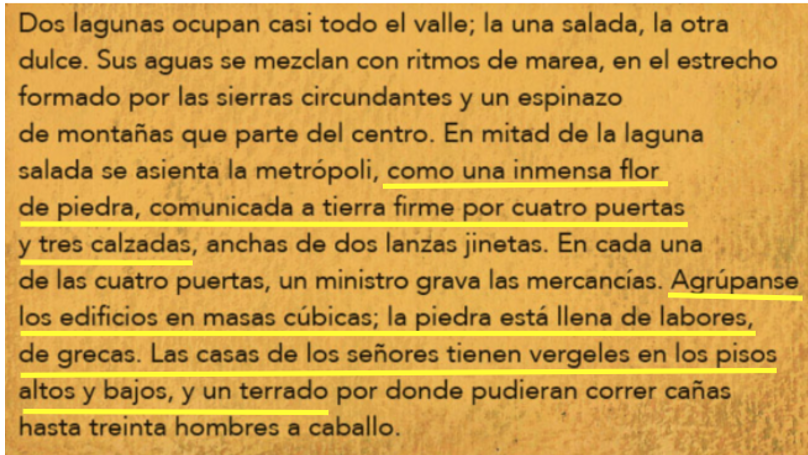 Dos lagunas ocupan casi todo el valle; la una salada, la otra
dulce. Sus aguas se mezclan con ritmos de marea, en el estrecho
formado por las sierras circundantes y un espinazo
de montañas que parte del centro. En mitad de la laguna
salada se asienta la metrópoli, como una inmensa flor
de piedra, comunicada a tierra firme por cuatro puertas
y tres calzadas, anchas de dos lanzas jinetas. En cada una
de las cuatro puertas, un ministro grava las mercancías. Agrúpanse
los edificios en masas cúbicas; la piedra está llena de labores,
de grecas. Las casas de los señores tienen vergeles en los pisos
altos y bajos, y un terrado por donde pudieran correr cañas
hasta treinta hombres a caballo.